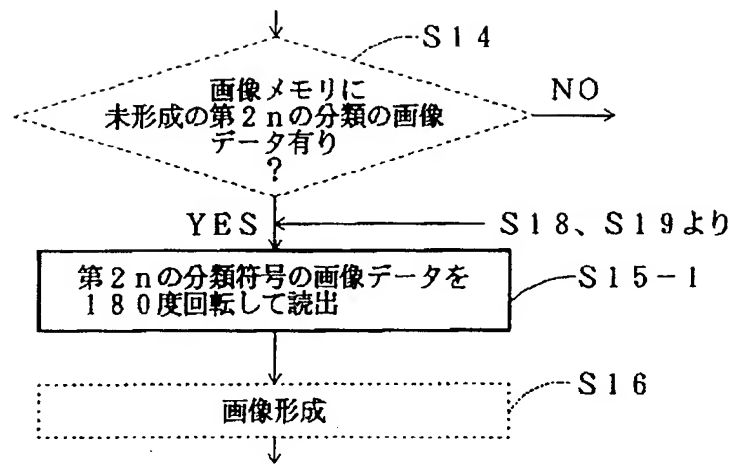 S14
画像メモリに
未形成の第2nの分類の画像
データ有り
?
NO
YES
S18、S19より
第2nの分類符号の画像データを
180度回転して読出
S15-1
S16
画像形成